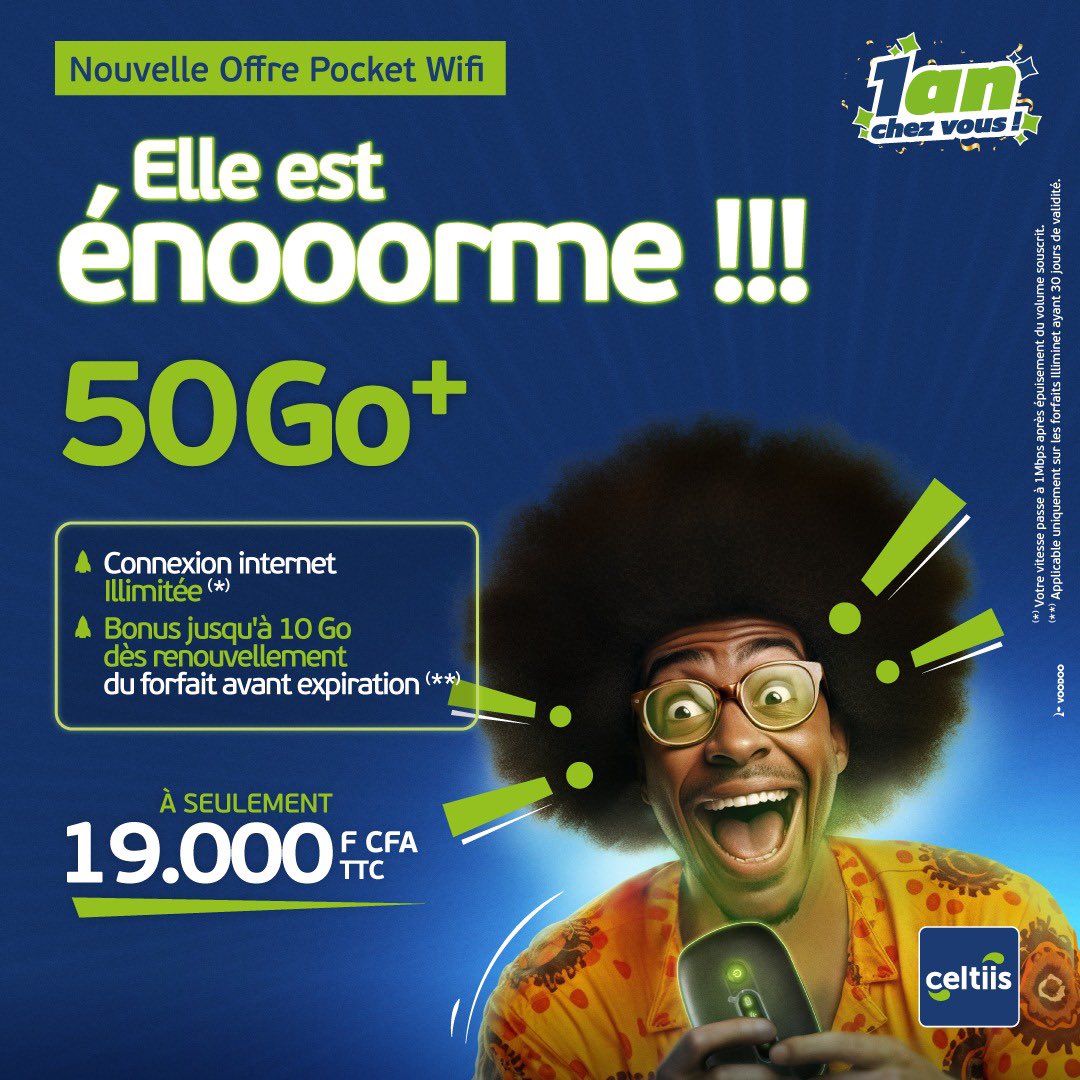 Nouvelle Offre Pocket Wifi
1an
chez vous !
Elle est
énooorme !!!
50Go+
Connexion internet
Illimitée (*)
Bonus jusqu'à 10 Go
dès renouvellement
du forfait avant expiration (**)
À SEULEMENT
19.000 F CFA
TTC
(*) Votre vitesse passe à 1Mbps après épuisement du volume souscrit.
(**) Applicable uniquement sur les forfaits Illiminet ayant 30 jours de validité.
VOODOO
celtiis